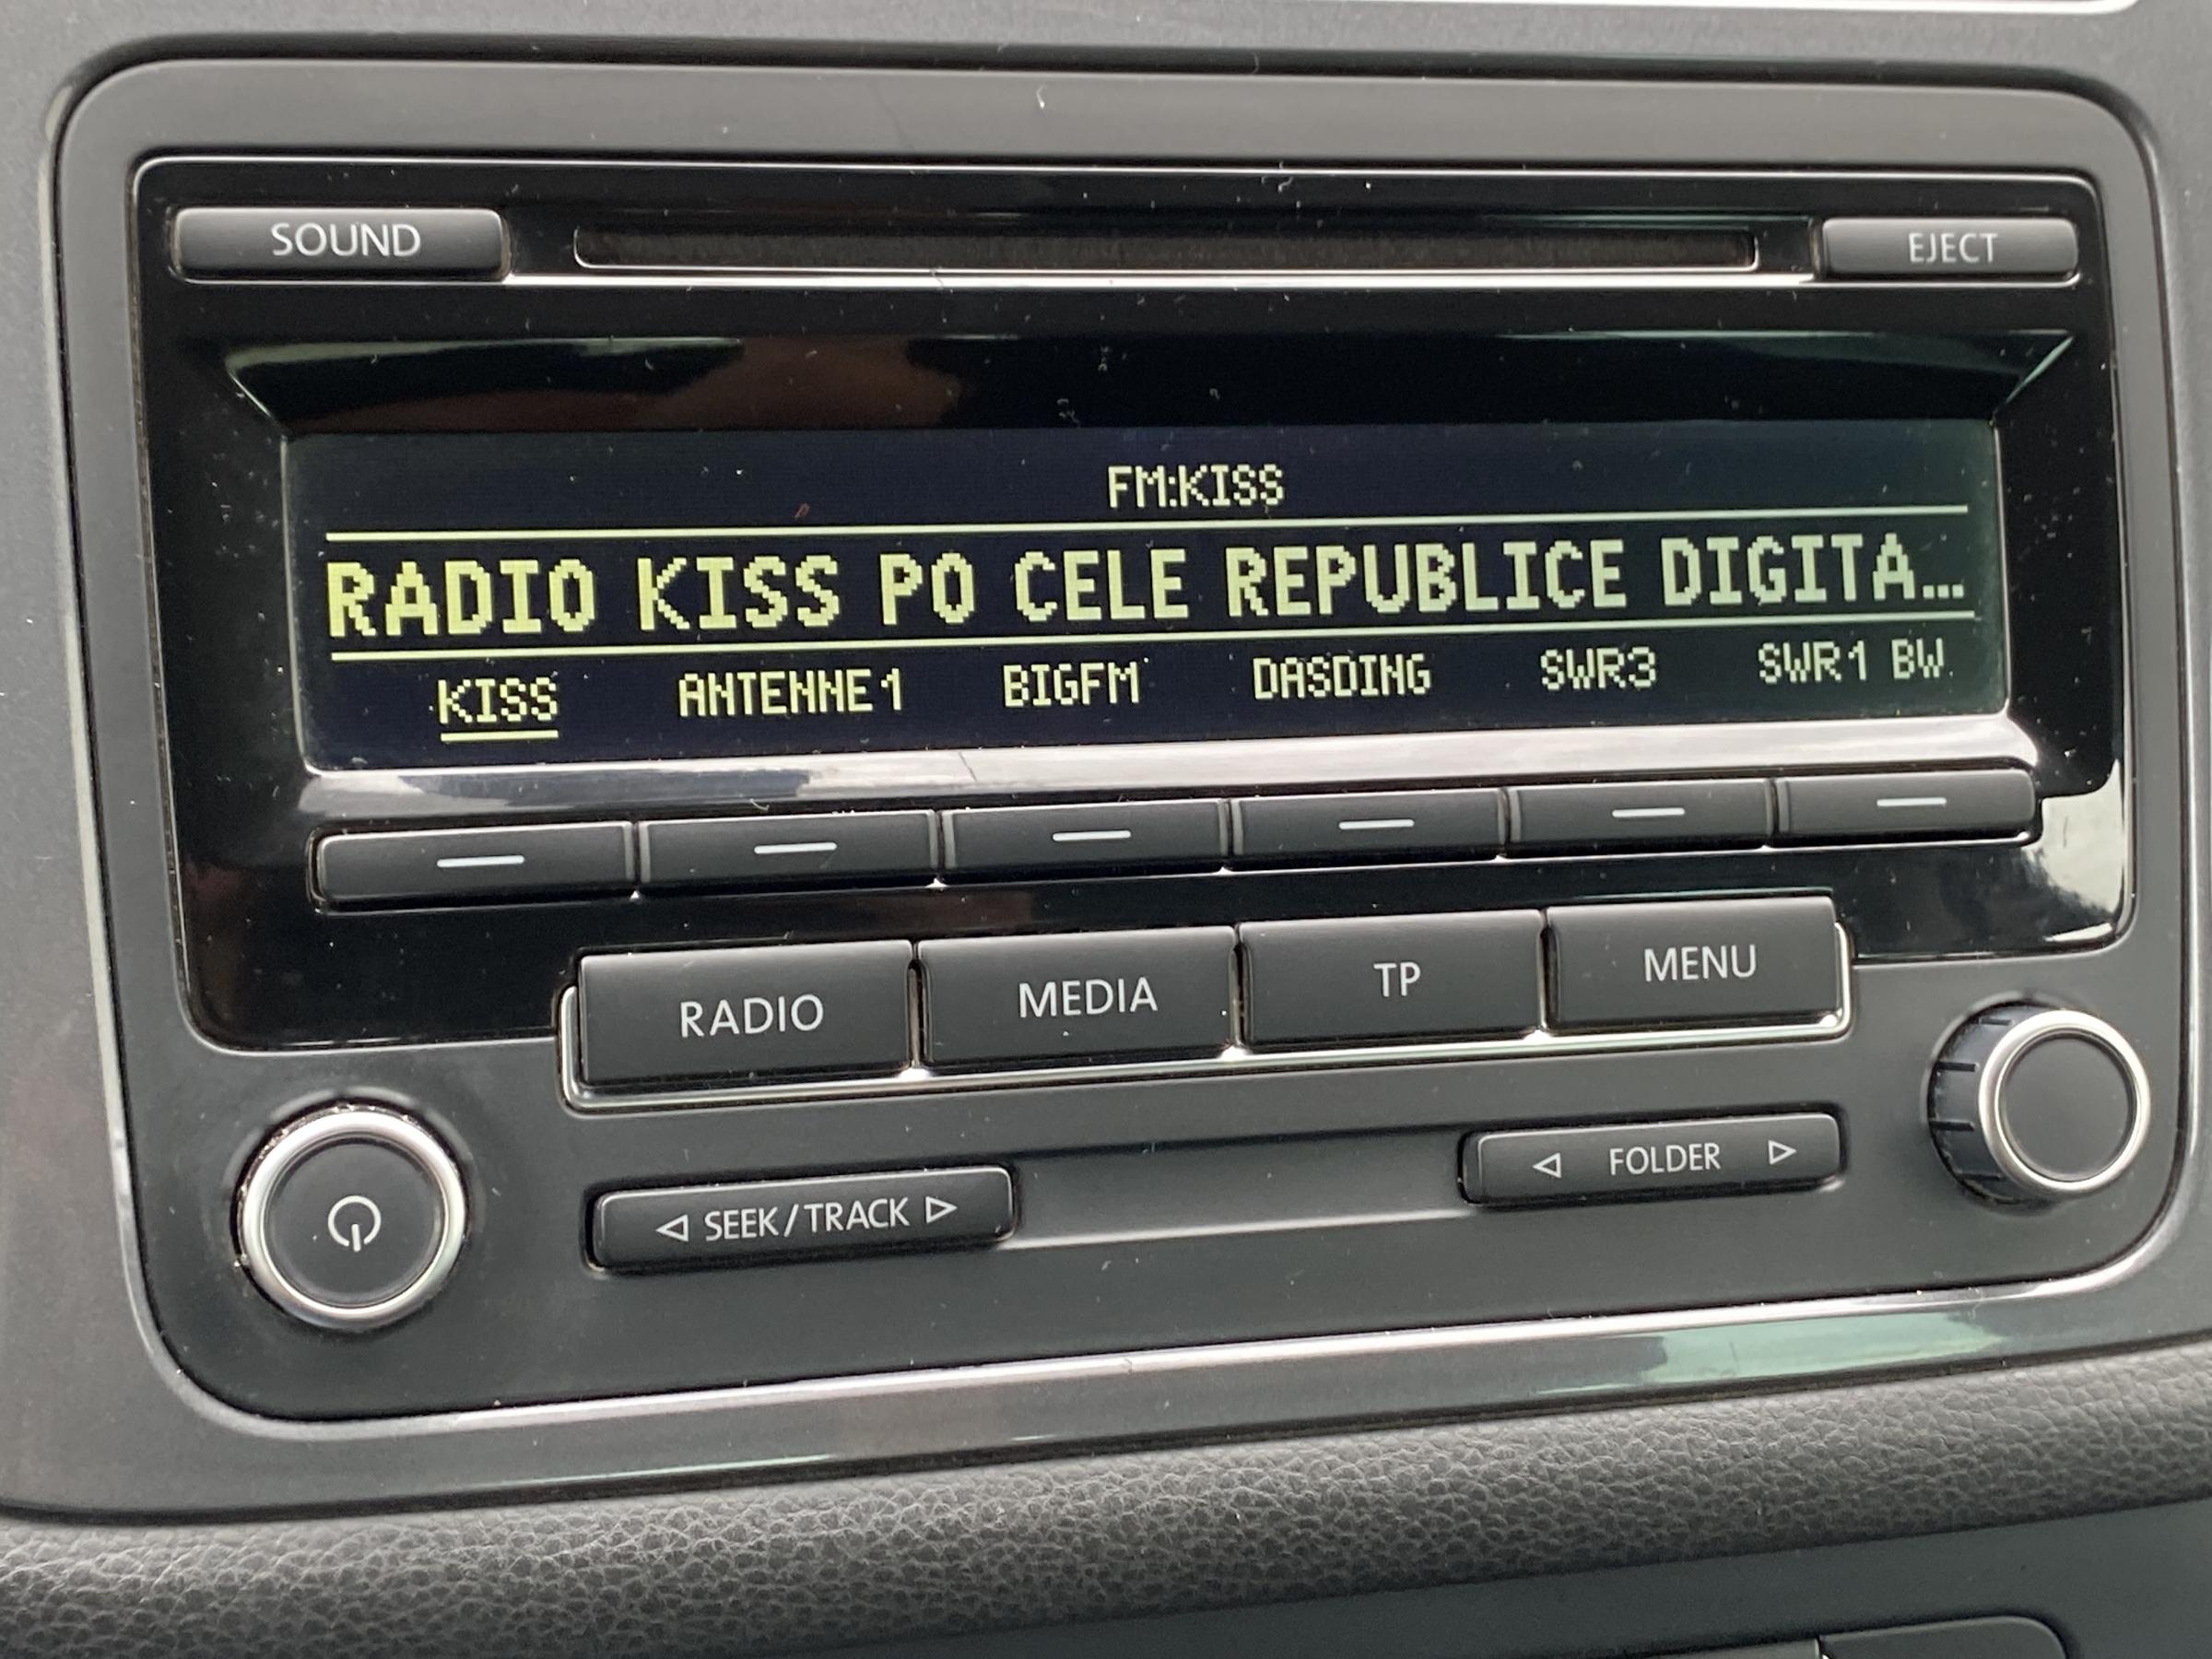 SOUND
EJECT
FM:KISS
RADIO KISS PO CELE REPUBLICE DIGITA...
KISS ANTENNE 1 BIGFM DASDING SWR3 SWR1 BW
RADIO MEDIA TP MENU
SEEK/TRACK
FOLDER